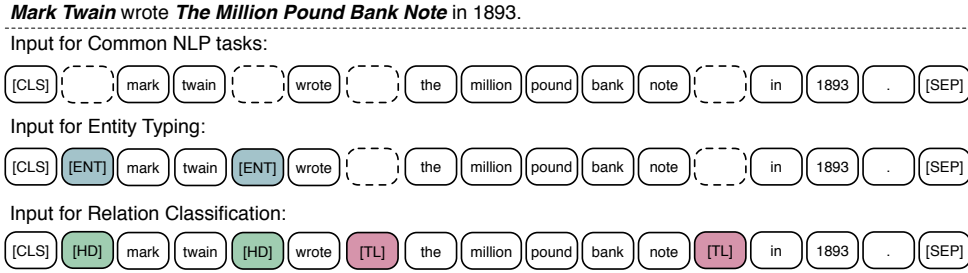 Mark Twain wrote The Million Pound Bank Note in 1893.
Input for Common NLP tasks:
[CLS] mark twain wrote the million pound bank note in 1893 . [SEP]
Input for Entity Typing:
[CLS] [ENT] mark twain [ENT] wrote the million pound bank note in 1893 . [SEP]
Input for Relation Classification:
[CLS] [HD] mark twain [HD] wrote [TL] the million pound bank note [TL] in 1893 . [SEP]